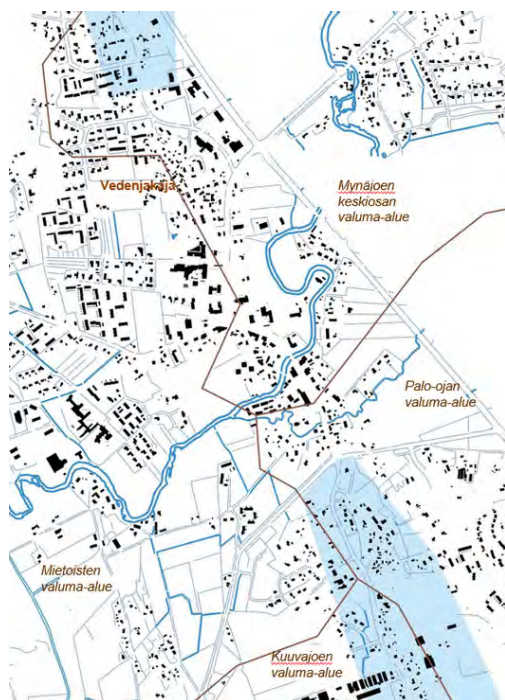 Vedenjakaja
Mynäjoen
keskiosan
valuma-alue
Palo-ojan
valuma-alue
Mietoisten
valuma-alue
Kuuvajoen
valuma-alue